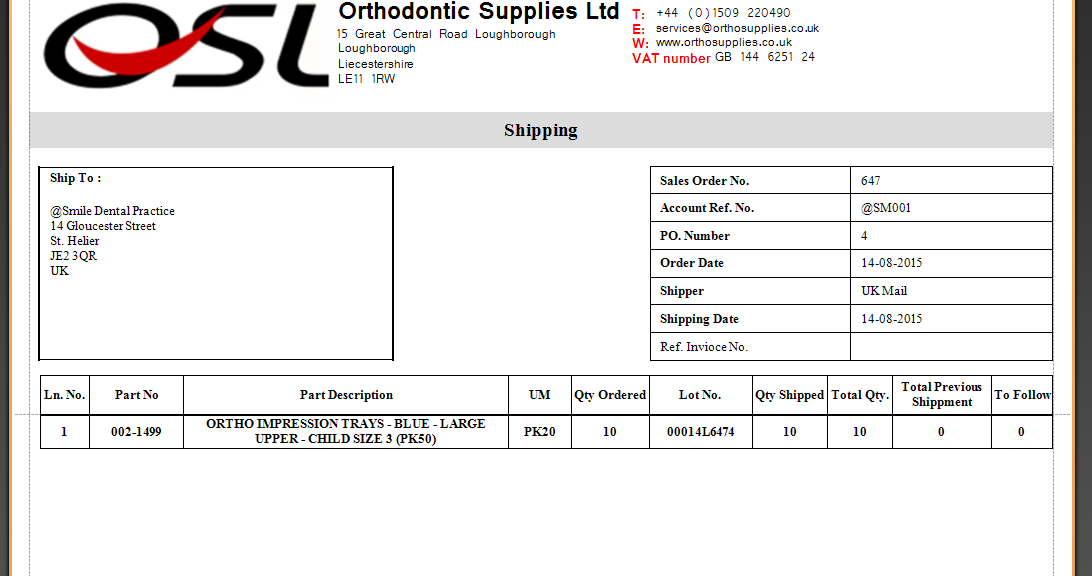 OSL
Orthodontic Supplies Ltd
15 Great Central Road Loughborough
Loughborough
Liecestershire
LE11 1RW
T: +44 (0)1509 220490
E: services@orthosupplies.co.uk
W: www.orthosupplies.co.uk
VAT number GB 144 6251 24
Shipping
Ship To :
@Smile Dental Practice
14 Gloucester Street
St. Helier
JE2 3QR
UK
Sales Order No. 647
Account Ref. No. @SM001
PO. Number 4
Order Date 14-08-2015
Shipper UK Mail
Shipping Date 14-08-2015
Ref. Invioce No.
Ln. No. Part No Part Description UM Qty Ordered Lot No. Qty Shipped Total Qty. Total Previous Shippment To Follow
1 002-1499 ORTHO IMPRESSION TRAYS - BLUE - LARGE UPPER - CHILD SIZE 3 (PK50) PK20 10 00014L6474 10 10 0 0